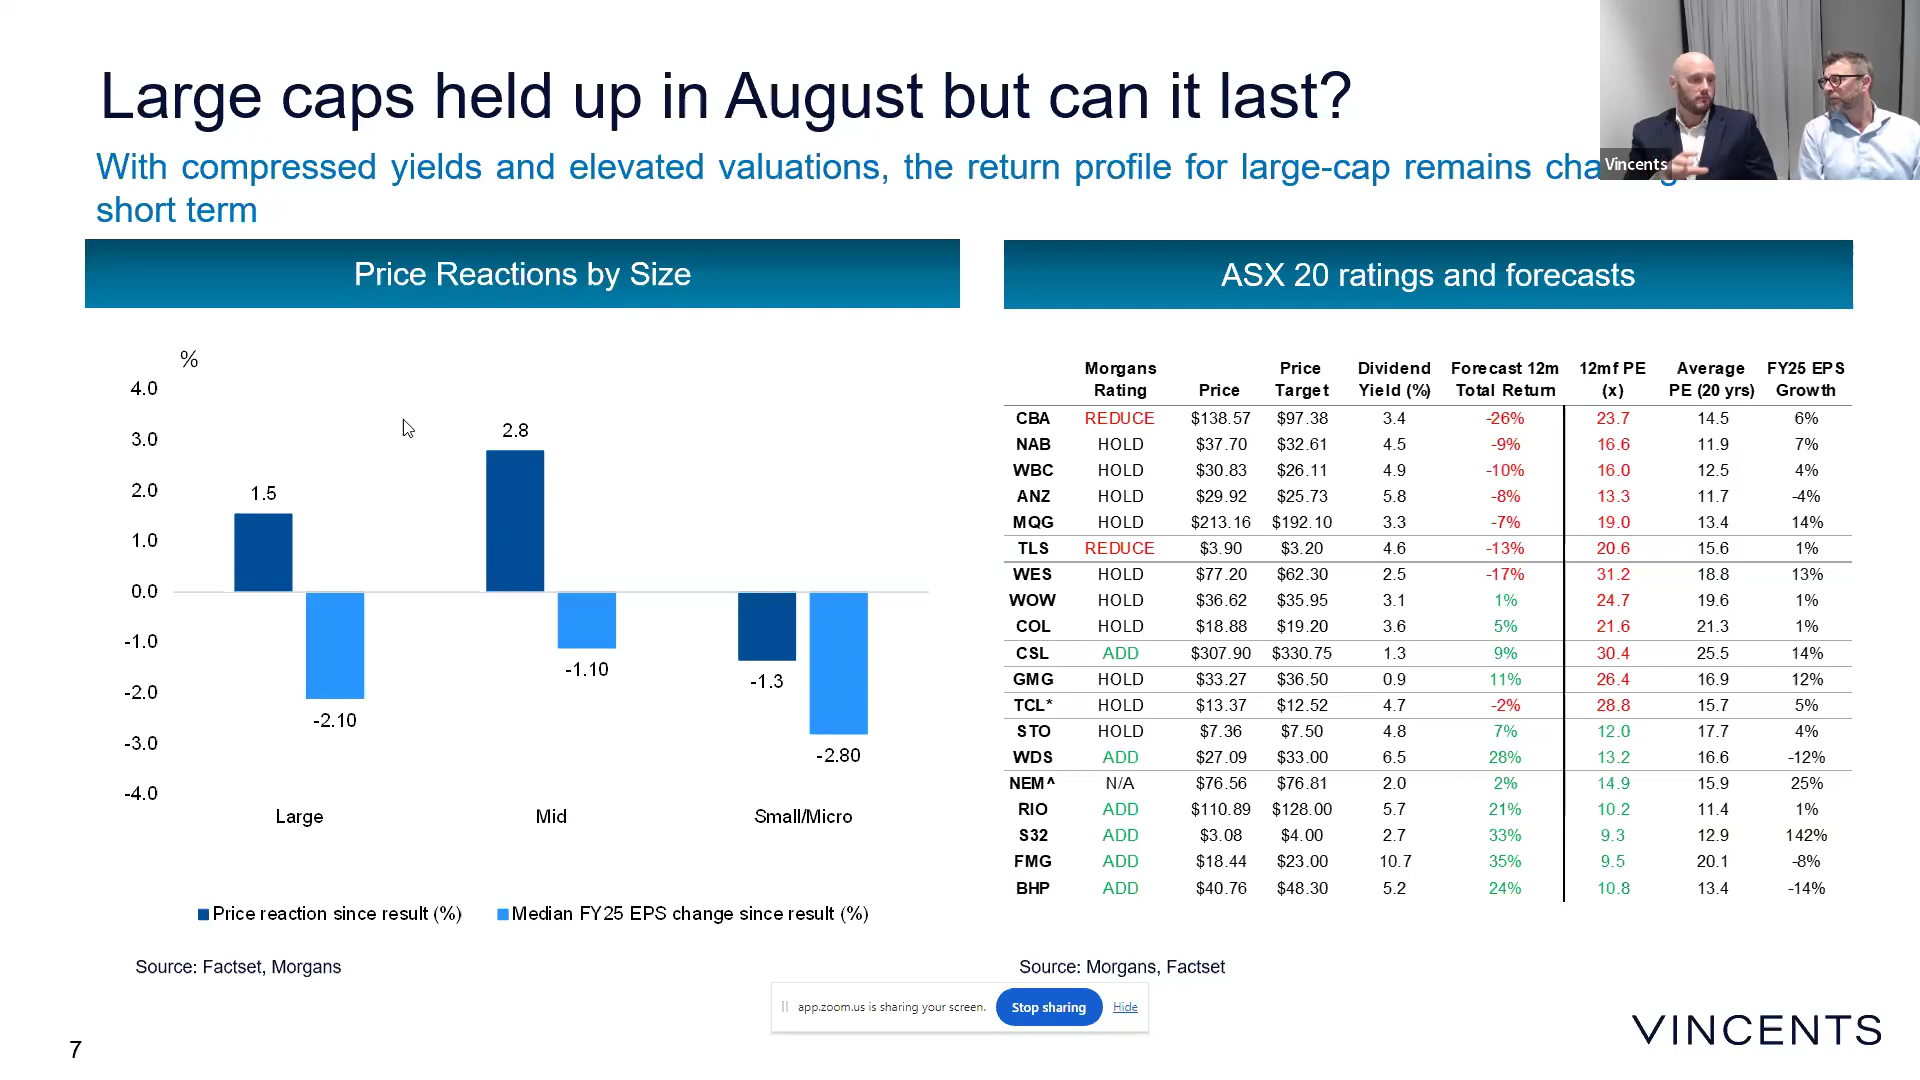 Large caps held up in August but can it last?
With compressed yields and elevated valuations, the return profile for large-cap remains
short term
Vincents
Price Reactions by Size
ASX 20 ratings and forecasts
%
4.0
3.0
2.0
1.0
0.0
-1.0
-2.0
-3.0
-4.0
1.5
-2.10
2.8
-1.10
-1.3
-2.80
Large Mid Small/Micro
Price reaction since result (%) Median FY25 EPS change since result (%)
Source: Factset, Morgans
Morgans Price Dividend Forecast 12m 12mf PE Average FY25 EPS
Rating Price Target Yield (%) Total Return (x) PE (20 yrs) Growth
CBA REDUCE $138.57 $97.38 3.4 -26% 23.7 14.5 6%
NAB HOLD $37.70 $32.61 4.5 -9% 16.6 11.9 7%
WBC HOLD $30.83 $26.11 4.9 -10% 16.0 12.5 4%
ANZ HOLD $29.92 $25.73 5.8 -8% 13.3 11.7 -4%
MQG HOLD $213.16 $192.10 3.3 -7% 19.0 13.4 14%
TLS REDUCE $3.90 $3.20 4.6 -13% 20.6 15.6 1%
WES HOLD $77.20 $62.30 2.5 -17% 31.2 18.8 13%
WOW HOLD $36.62 $35.95 3.1 1% 24.7 19.6 1%
COL HOLD $18.88 $19.20 3.6 5% 21.6 21.3 1%
CSL ADD $307.90 $330.75 1.3 9% 30.4 25.5 14%
GMG HOLD $33.27 $36.50 0.9 11% 26.4 16.9 12%
TCL* HOLD $13.37 $12.52 4.7 -2% 28.8 15.7 5%
STO HOLD $7.36 $7.50 4.8 7% 12.0 17.7 4%
WDS ADD $27.09 $33.00 6.5 28% 13.2 16.6 -12%
NEM^ N/A $76.56 $76.81 2.0 2% 14.9 15.9 25%
RIO ADD $110.89 $128.00 5.7 21% 10.2 11.4 1%
S32 ADD $3.08 $4.00 2.7 33% 9.3 12.9 142%
FMG ADD $18.44 $23.00 10.7 35% 9.5 20.1 -8%
BHP ADD $40.76 $48.30 5.2 24% 10.8 13.4 -14%
Source: Morgans, Factset
app.zoom.us is sharing your screen. Stop sharing Hide
7
VINCENTS